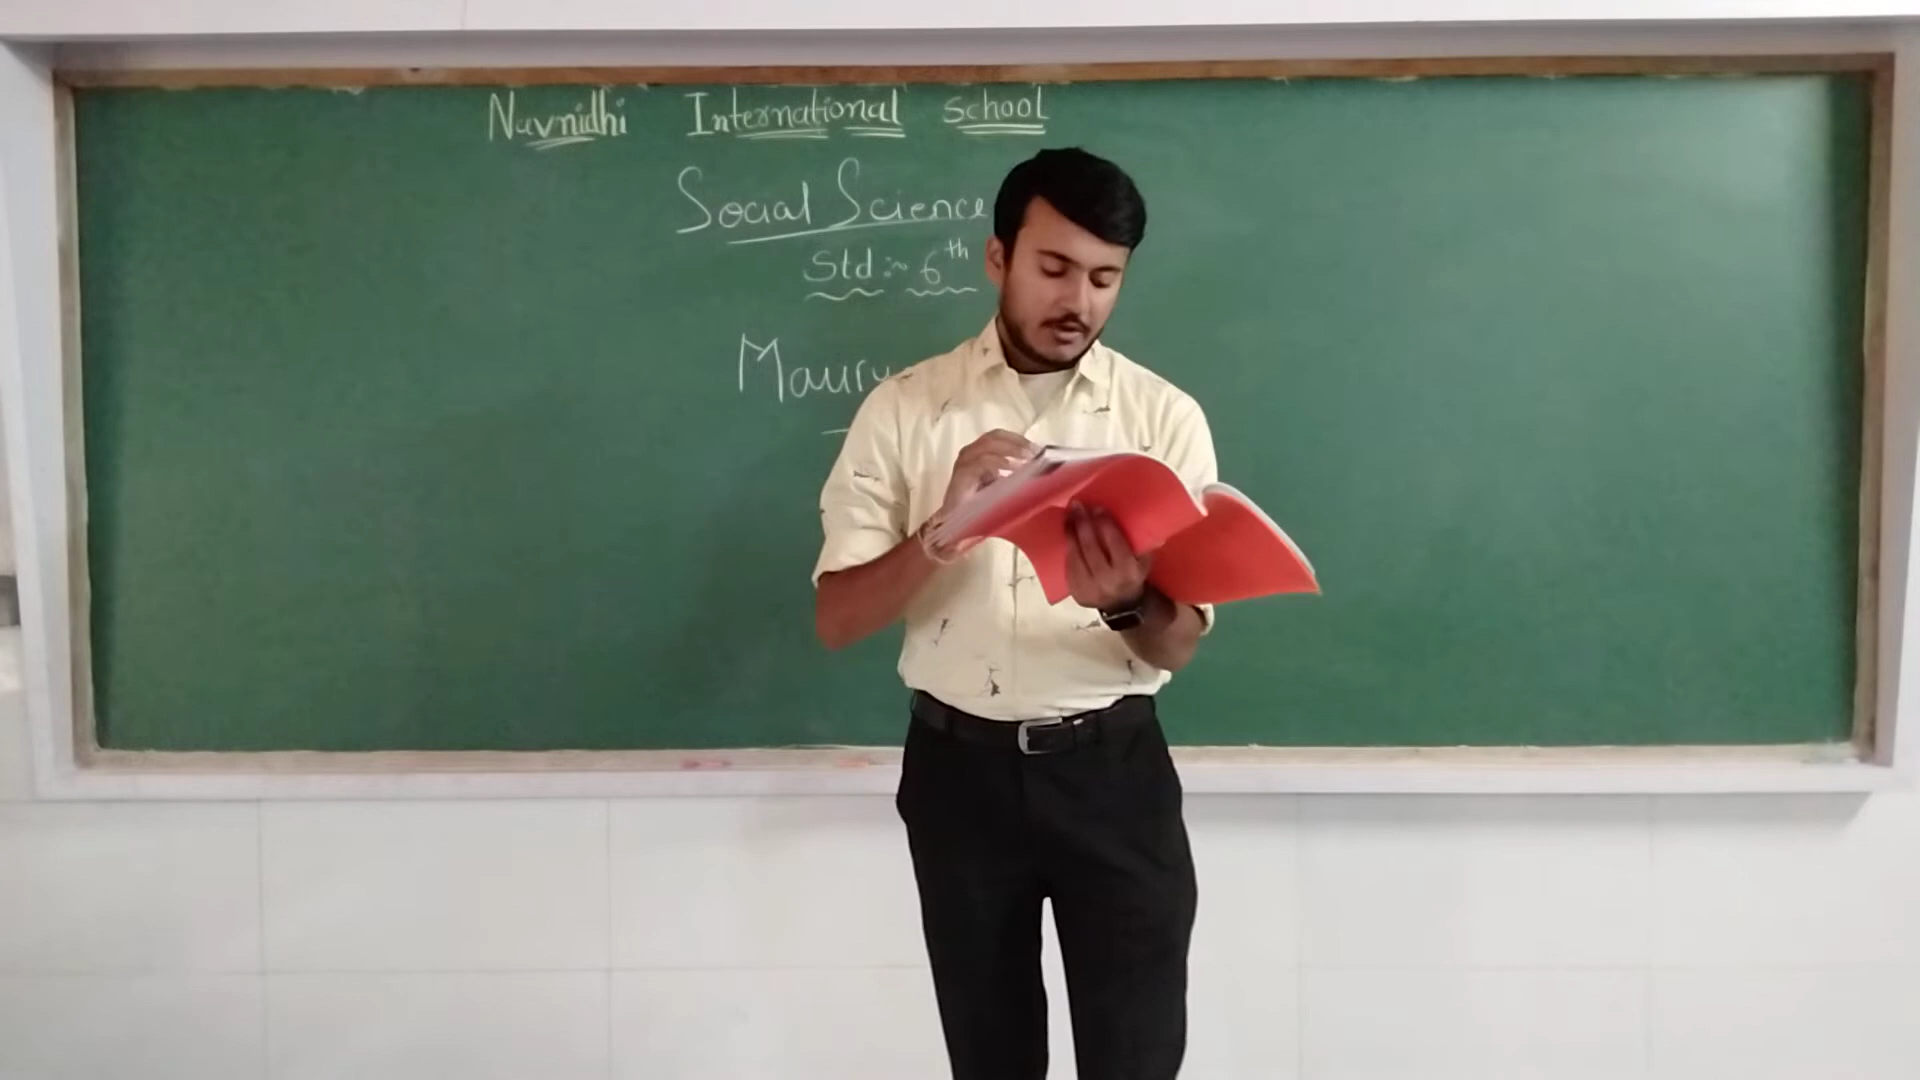 Navnidhi International School
Social Science
Std :~ 6th